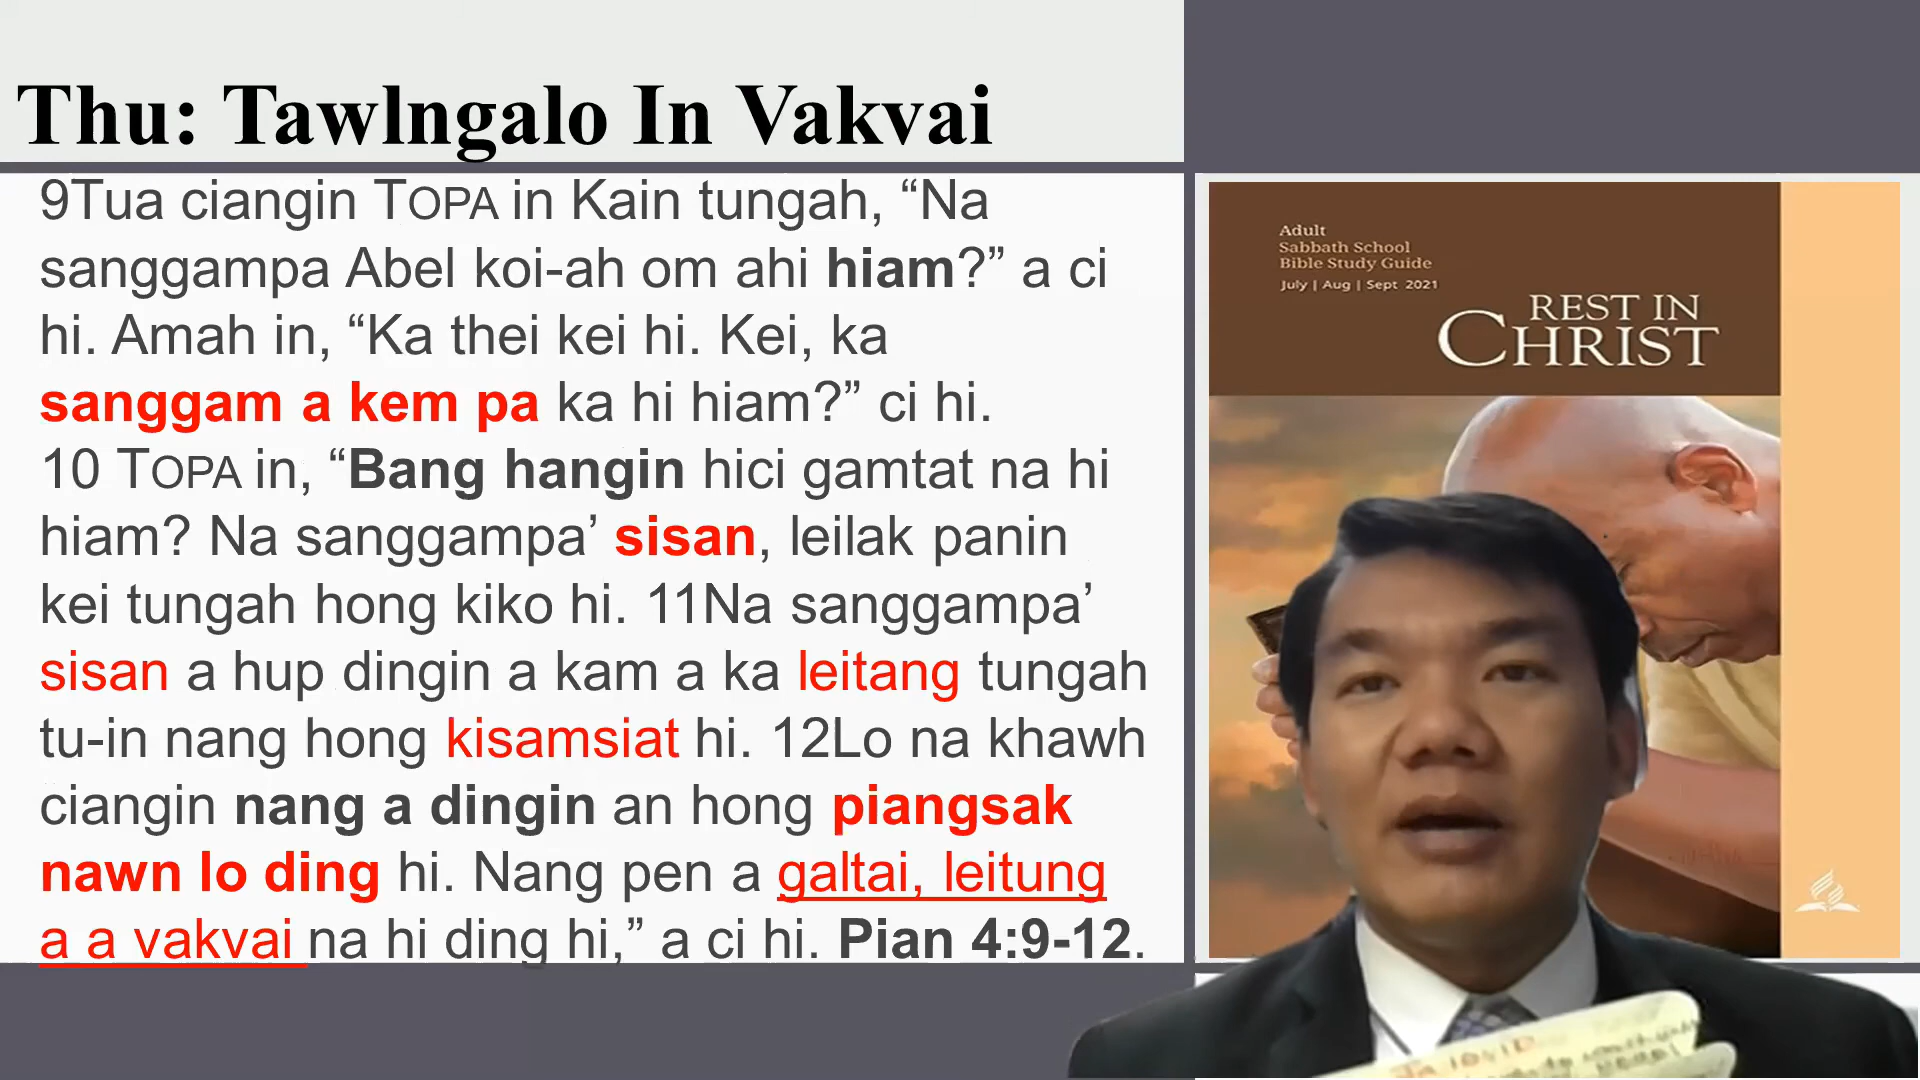 Thu: Tawlngalo In Vakvai
9Tua ciangin TOPA in Kain tungah, “Na
sanggampa Abel koi-ah om ahi hiam?” a ci
hi. Amah in, “Ka thei kei hi. Kei, ka
sanggam a kem pa ka hi hiam?” ci hi.
10 TOPA in, “Bang hangin hici gamtat na hi
hiam? Na sanggampa’ sisan, leilak panin
kei tungah hong kiko hi. 11Na sanggampa’
sisan a hup dingin a kam a ka leitang tungah
tu-in nang hong kisamsiat hi. 12Lo na khawh
ciangin nang a dingin an hong piangsak
nawn lo ding hi. Nang pen a galtai, leitung
a a vakvai na hi ding hi,” a ci hi. Pian 4:9-12.
Adult
Sabbath School
Bible Study Guide
July | Aug | Sept 2021
REST IN
CHRIST